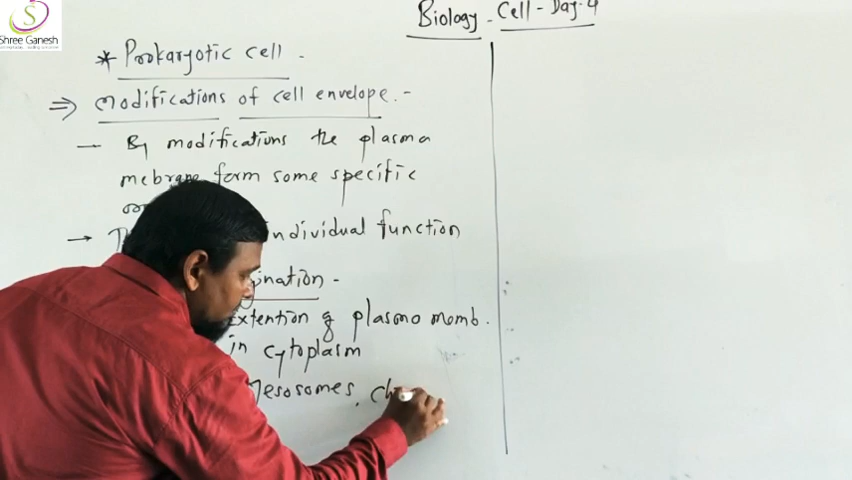 Shree Ganesh
Biology - Cell - Day-4
* Prokaryotic cell -
⇒ Modifications of cell envelope.-
— By modifications the plasma
mebrane form some specific
→ individual function
extention of plasma memb.
in cytoplasm
Mesosomes,